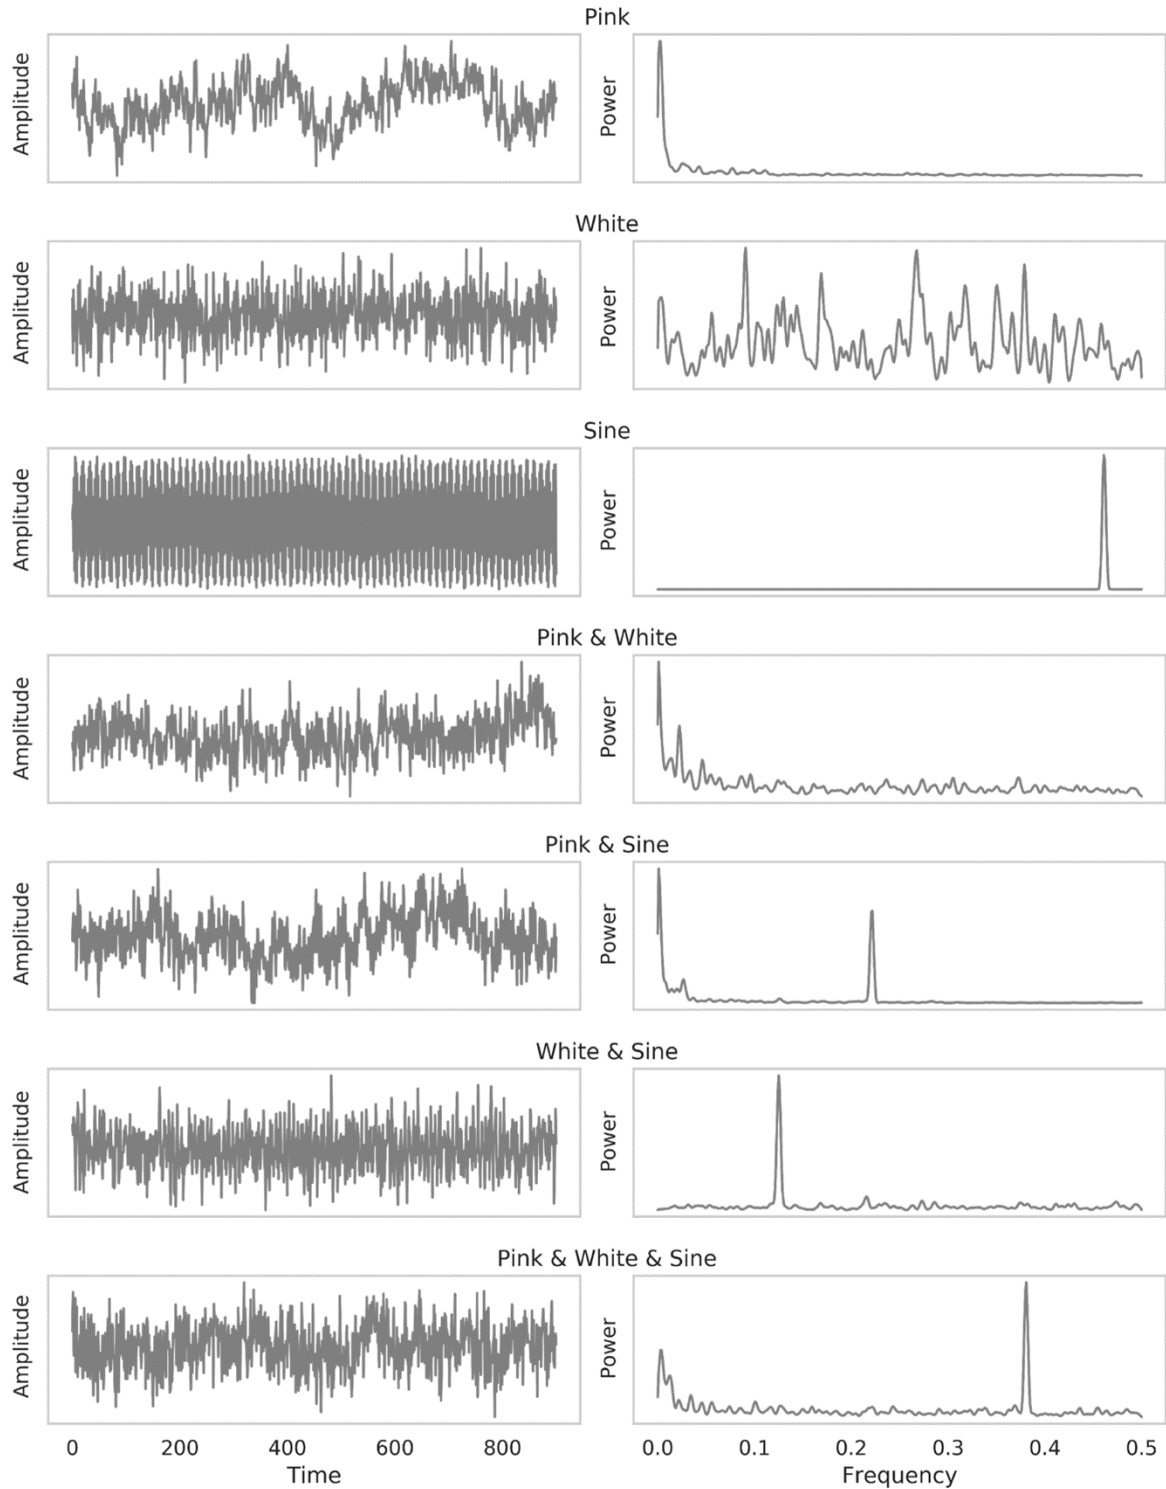 Pink
Amplitude
Power
White
Amplitude
Power
Sine
Amplitude
Power
Pink & White
Amplitude
Power
Pink & Sine
Amplitude
Power
White & Sine
Amplitude
Power
Pink & White & Sine
Amplitude
Power
0 200 400 600 800
0.0 0.1 0.2 0.3 0.4 0.5
Time
Frequency